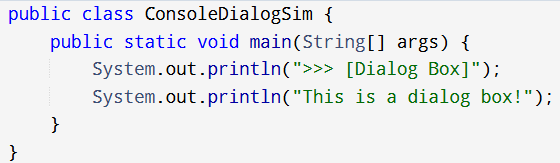 public class ConsoleDialogSim {
    public static void main(String[] args) {
        System.out.println(">>> [Dialog Box]");
        System.out.println("This is a dialog box!");
    }
}